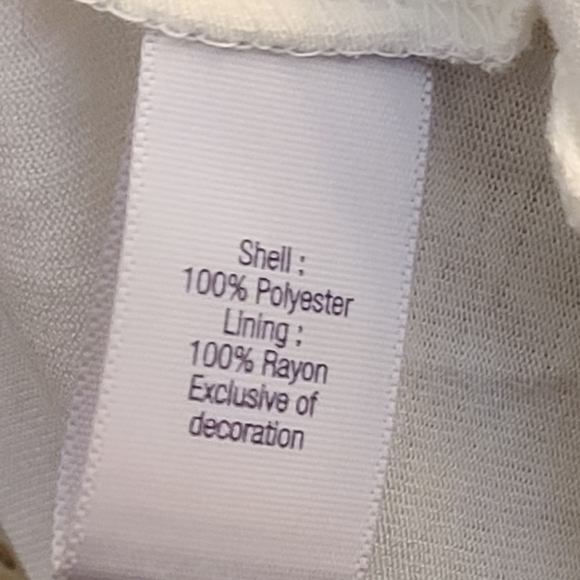 Shell :
100% Polyester
Lining :
100% Rayon
Exclusive of
decoration